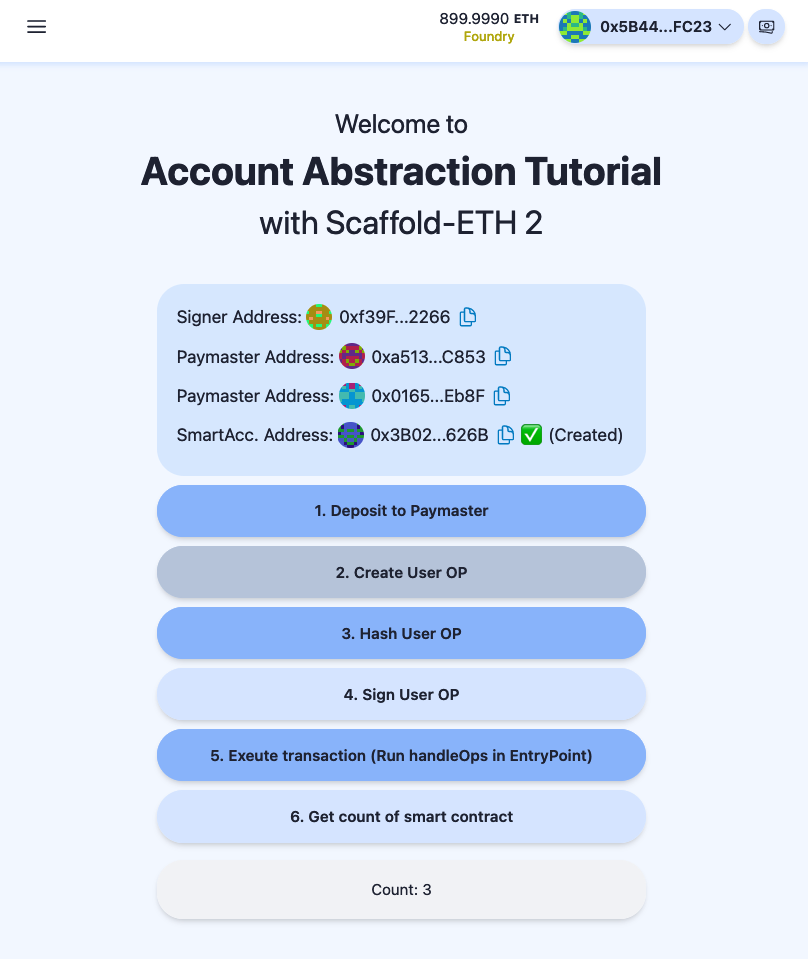 899.9990 ETH
Foundry
0x5B44...FC23
Welcome to
Account Abstraction Tutorial
with Scaffold-ETH 2
Signer Address: 0xf39F...2266
Paymaster Address: 0xa513...C853
Paymaster Address: 0x0165...Eb8F
SmartAcc. Address: 0x3B02...626B (Created)
1. Deposit to Paymaster
2. Create User OP
3. Hash User OP
4. Sign User OP
5. Exeute transaction (Run handleOps in EntryPoint)
6. Get count of smart contract
Count: 3